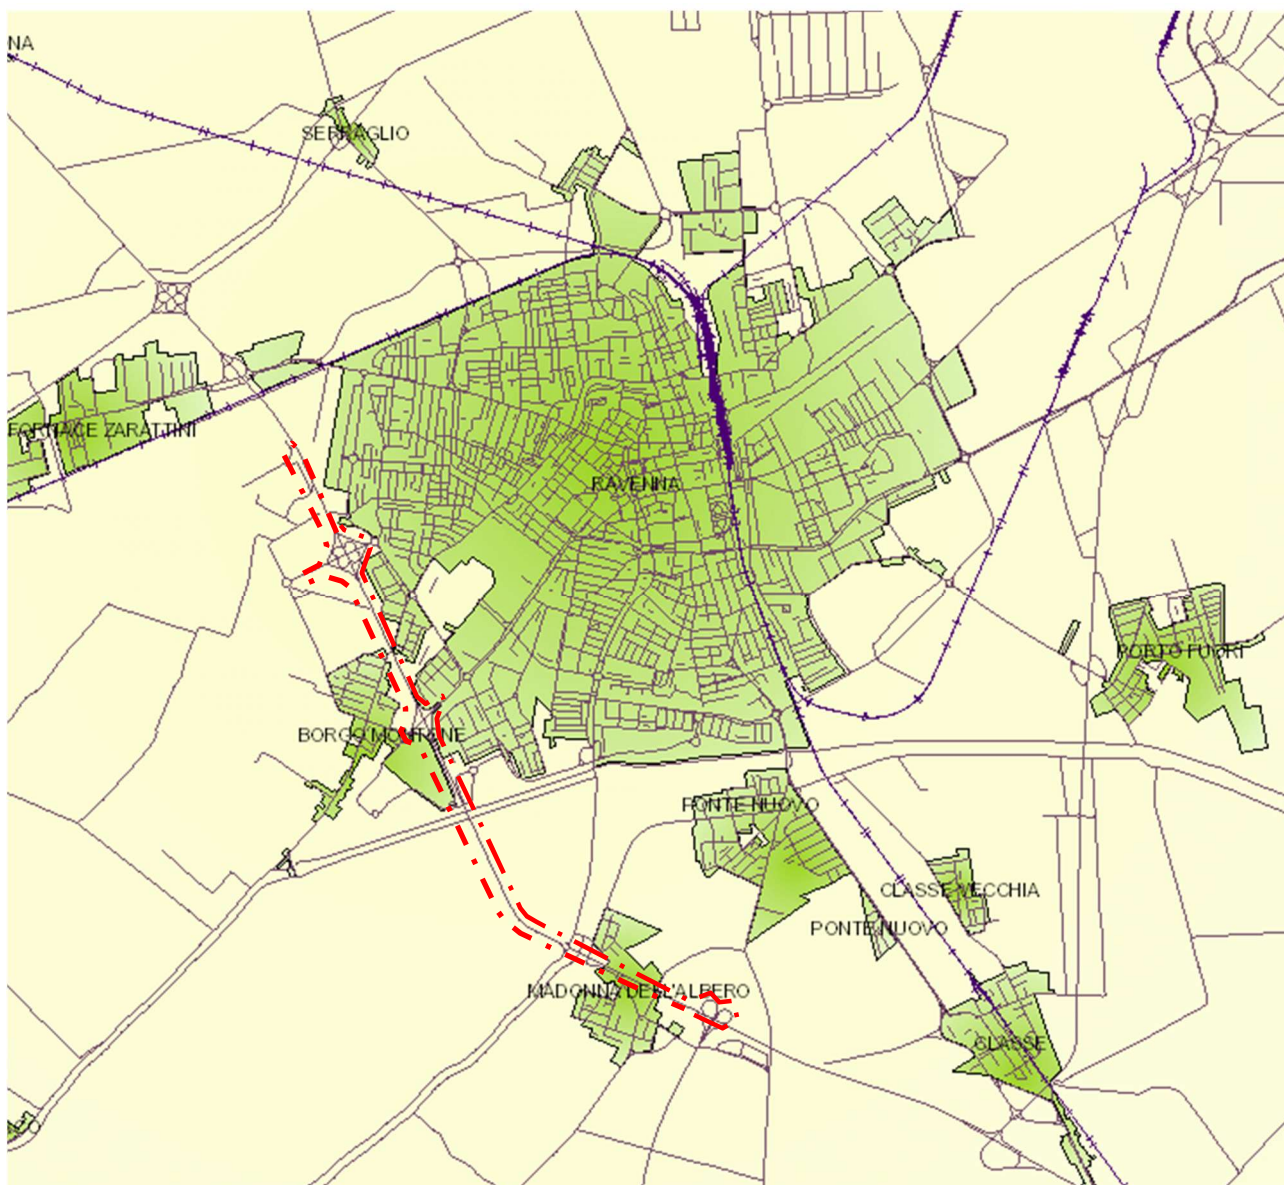 NA
SERRAGLIO
FORNACE ZARATTINI
RAVENNA
PORTO FUORI
BORGO MONTONE
PONTE NUOVO
CLASSE VECCHIA
PONTE NUOVO
MADONNA DELL'ALBERO
CLASSE